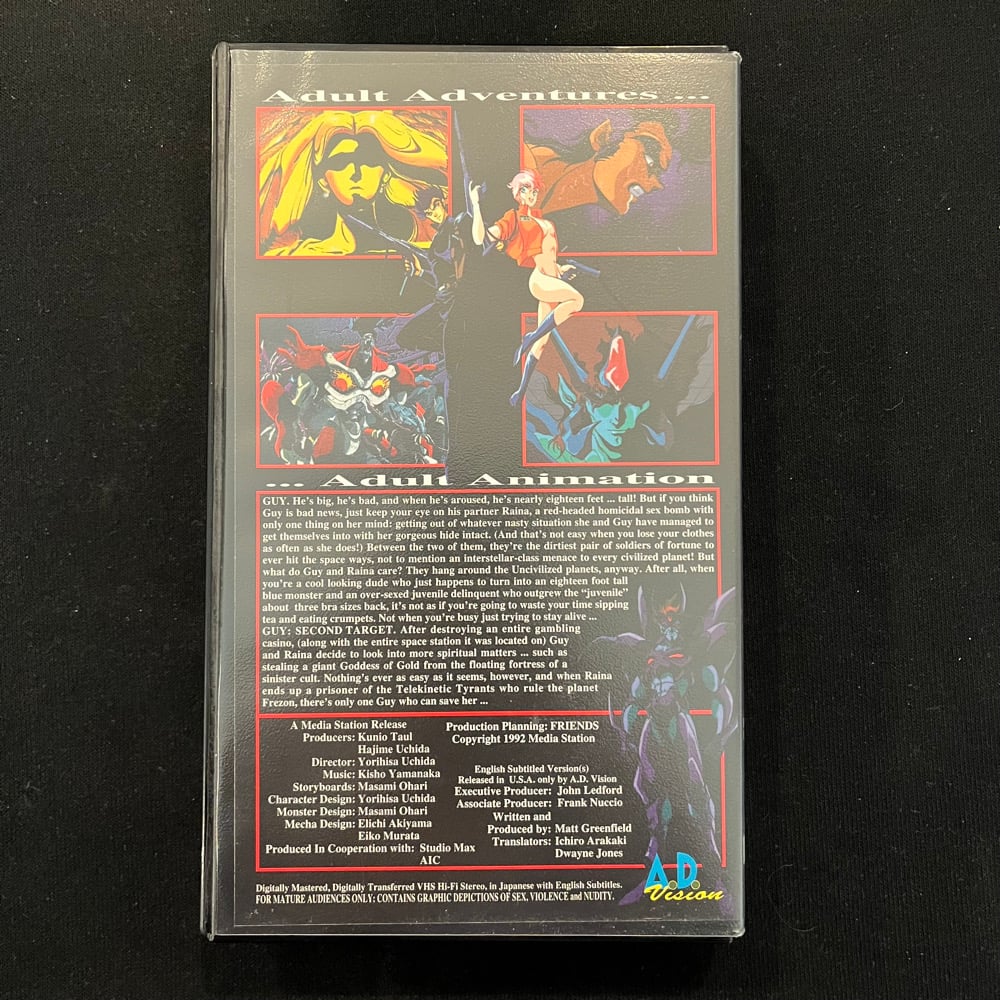 Adult Adventures ...
... Adult Animation
GUY. He's big, he's bad, and when he's aroused, he's nearly eighteen feet ... tall! But if you think
Guy is bad news, just keep your eye on his partner Raina, a red-headed homicidal sex bomb with
only one thing on her mind: getting out of whatever nasty situation she and Guy have managed to
get themselves into with her gorgeous hide intact. (And that's not easy when you lose your clothes
as often as she does!) Between the two of them, they're the dirtiest pair of soldiers of fortune to
ever hit the space ways, not to mention an interstellar-class menace to every civilized planet! But
what do Guy and Raina care? They hang around the Uncivilized planets, anyway. After all, when
you're a cool looking dude who just happens to turn into an eighteen foot tall
blue monster and an over-sexed juvenile delinquent who outgrew the "juvenile"
about three bra sizes back, it's not as if you're going to waste your time sipping
tea and eating crumpets. Not when you're busy just trying to stay alive ...
GUY: SECOND TARGET. After destroying an entire gambling
casino, (along with the entire space station it was located on) Guy
and Raina decide to look into more spiritual matters ... such as
stealing a giant Goddess of Gold from the floating fortress of a
sinister cult. Nothing's ever as easy as it seems, however, and when Raina
ends up a prisoner of the Telekinetic Tyrants who rule the planet
Frezon, there's only one Guy who can save her ...
A Media Station Release
Producers: Kunio Taul
Hajime Uchida
Director: Yorihisa Uchida
Music: Kisho Yamanaka
Storyboards: Masami Ohari
Character Design: Yorihisa Uchida
Monster Design: Masami Ohari
Mecha Design: Elichi Akiyama
Eiko Murata
Produced In Cooperation with: Studio Max
AIC
Production Planning: FRIENDS
Copyright 1992 Media Station
English Subtitled Version(s)
Released in U.S.A. only by A.D. Vision
Executive Producer: John Ledford
Associate Producer: Frank Nuccio
Written and
Produced by: Matt Greenfield
Translators: Ichiro Arakaki
Dwayne Jones
A.D.
Vision
Digitally Mastered, Digitally Transferred VHS Hi-Fi Stereo, in Japanese with English Subtitles.
FOR MATURE AUDIENCES ONLY: CONTAINS GRAPHIC DEPICTIONS OF SEX, VIOLENCE and NUDITY.